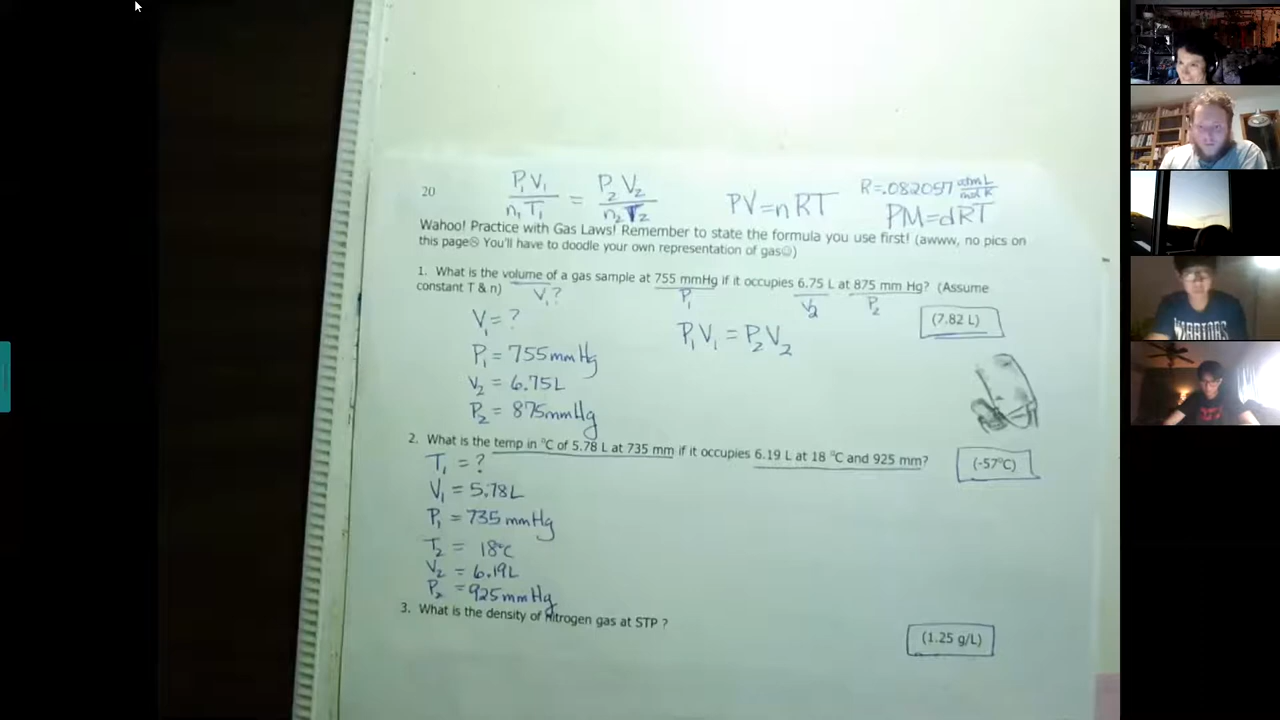 20
P₁V₁/n₁T₁ = P₂V₂/n₂T₂
PV=nRT
R=.082057 atm L/mol K
PM=dRT
Wahoo! Practice with Gas Laws! Remember to state the formula you use first! (awww, no pics on
this page☹ You'll have to doodle your own representation of gas☺)
1. What is the volume of a gas sample at 755 mmHg if it occupies 6.75 L at 875 mm Hg? (Assume
constant T & n)
V₁?
P₁
V₂
P₂
V₁ = ?
P₁V₁ = P₂V₂
(7.82 L)
P₁ = 755mmHg
V₂ = 6.75L
P₂ = 875mmHg
2. What is the temp in °C of 5.78 L at 735 mm if it occupies 6.19 L at 18 °C and 925 mm?
(-57°C)
T₁ = ?
V₁ = 5.78L
P₁ = 735 mmHg
T₂ = 18°C
V₂ = 6.19L
P₂ = 925mmHg
3. What is the density of nitrogen gas at STP ?
(1.25 g/L)
WARRIORS